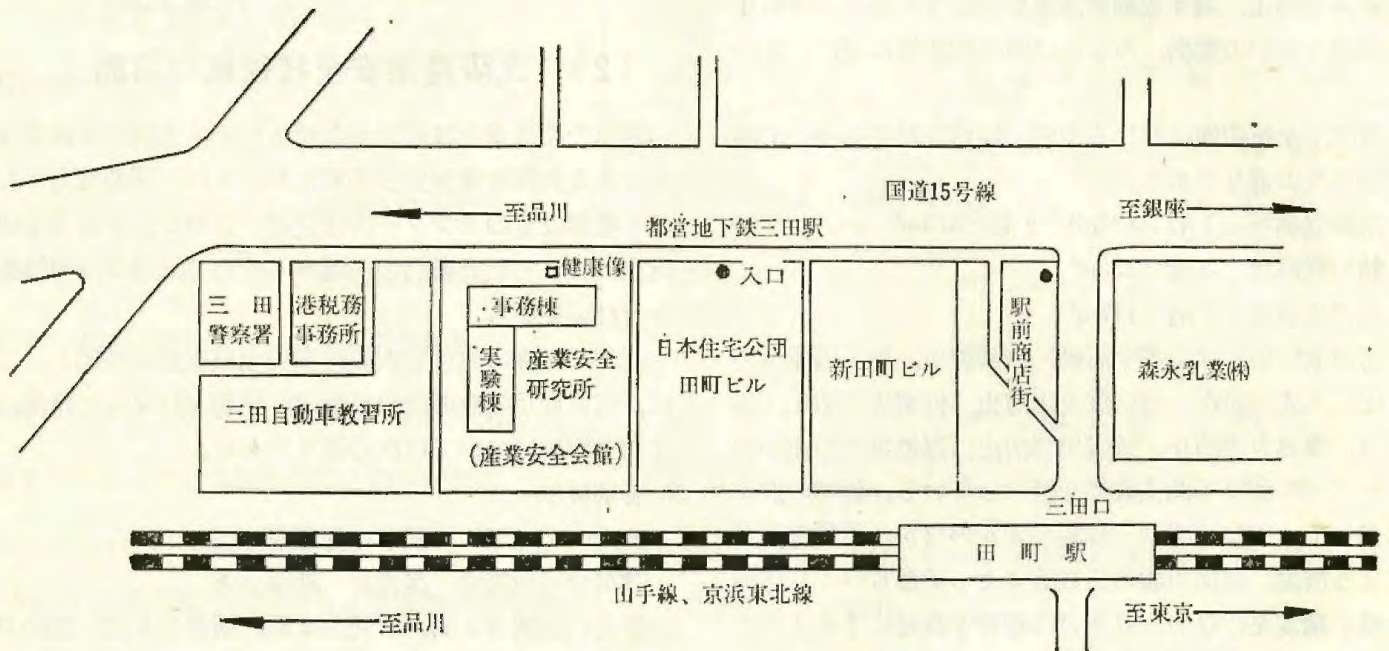 国道15号線
至品川
至銀座
都営地下鉄三田駅
健康像
入口
三田
警察署
港税務
事務所
事務棟
実験棟
産業安全
研究所
日本住宅公団
田町ビル
新田町ビル
駅前商店街
森永乳業㈱
三田自動車教習所
(産業安全会館)
三田口
田町駅
山手線、京浜東北線
至品川
至東京